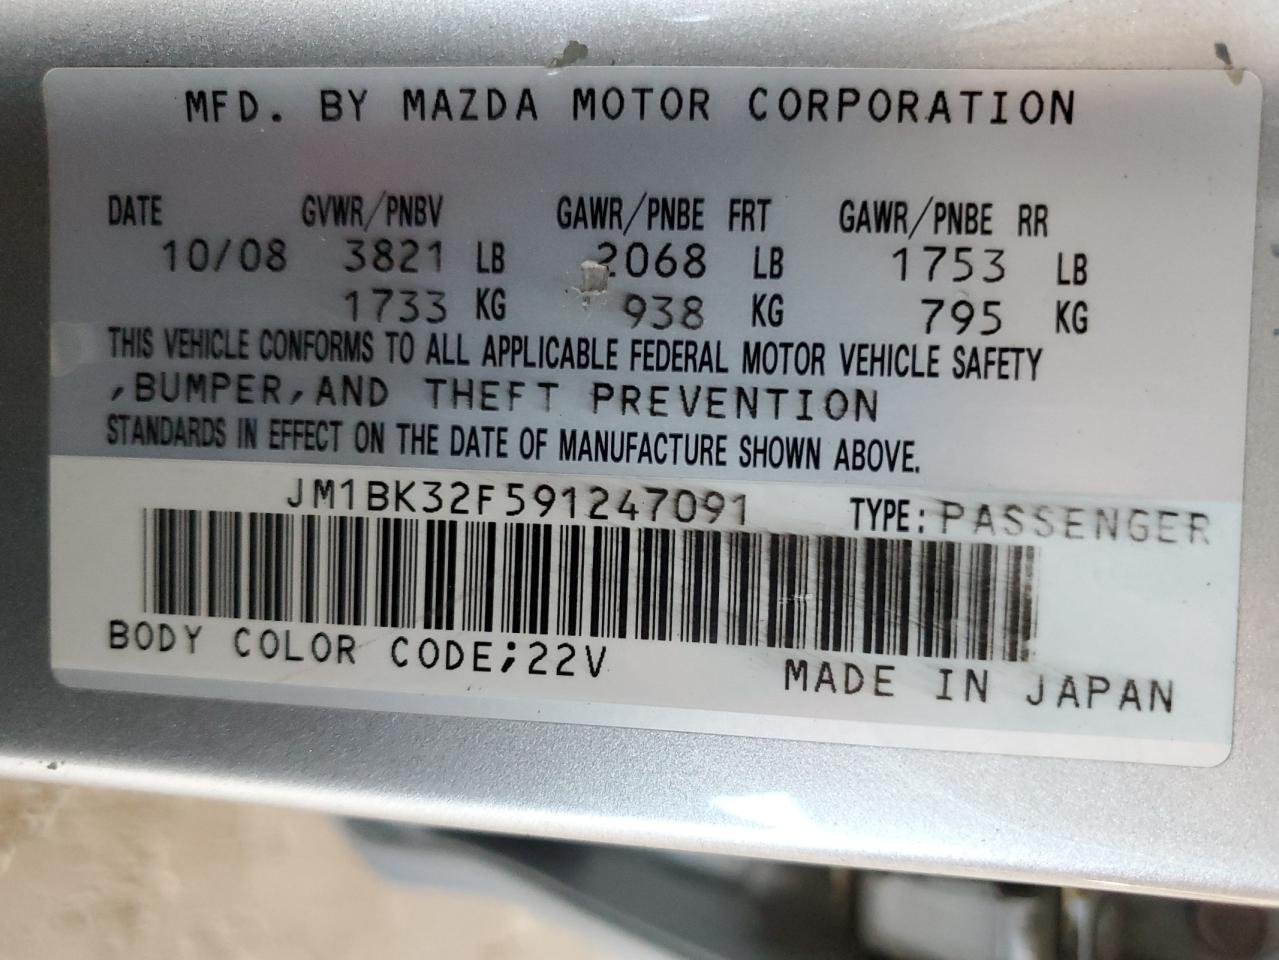 MFD. BY MAZDA MOTOR CORPORATION
DATE GVWR/PNBV GAWR/PNBE FRT GAWR/PNBE RR
10/08 3821 LB 2068 LB 1753 LB
1733 KG 938 KG 795 KG
THIS VEHICLE CONFORMS TO ALL APPLICABLE FEDERAL MOTOR VEHICLE SAFETY
,BUMPER,AND THEFT PREVENTION
STANDARDS IN EFFECT ON THE DATE OF MANUFACTURE SHOWN ABOVE.
JM1BK32F591247091 TYPE:PASSENGER
BODY COLOR CODE;22V MADE IN JAPAN